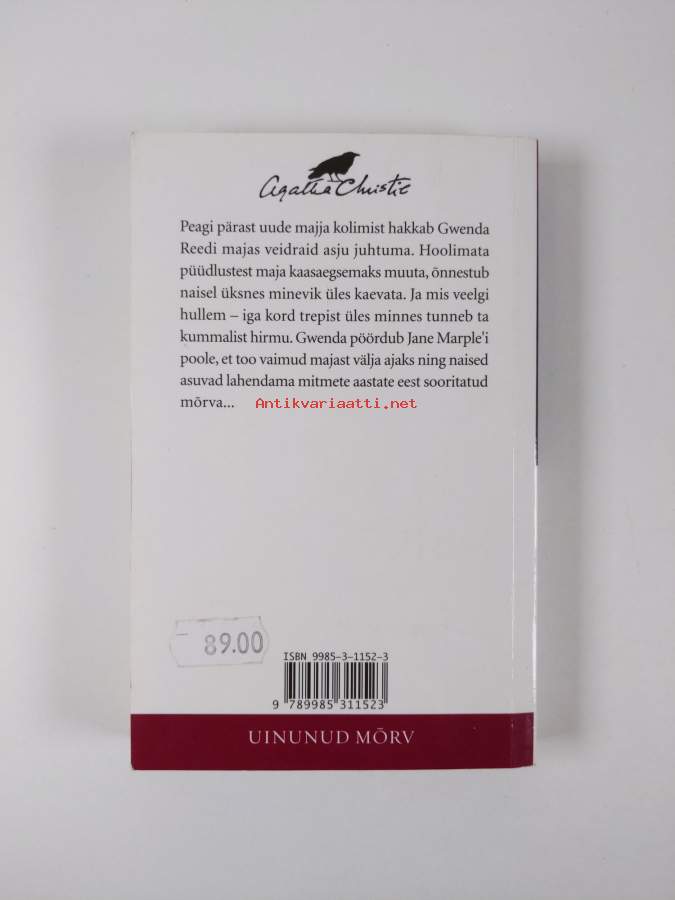 Agatha Christie
Peagi pärast uude majja kolimist hakkab Gwenda
Reedi majas veidraid asju juhtuma. Hoolimata
püüdlustest maja kaasaegsemaks muuta, õnnestub
naisel üksnes minevik üles kaevata. Ja mis veelgi
hullem – iga kord trepist üles minnes tunneb ta
kummalist hirmu. Gwenda pöördub Jane Marple'i
poole, et too vaimud majast välja ajaks ning naised
asuvad lahendama mitmete aastate eest sooritatud
mõrva...
Antikvariaatti.net
89.00
ISBN 9985-3-1152-3
9 789985 311523
UINUNUD MÕRV